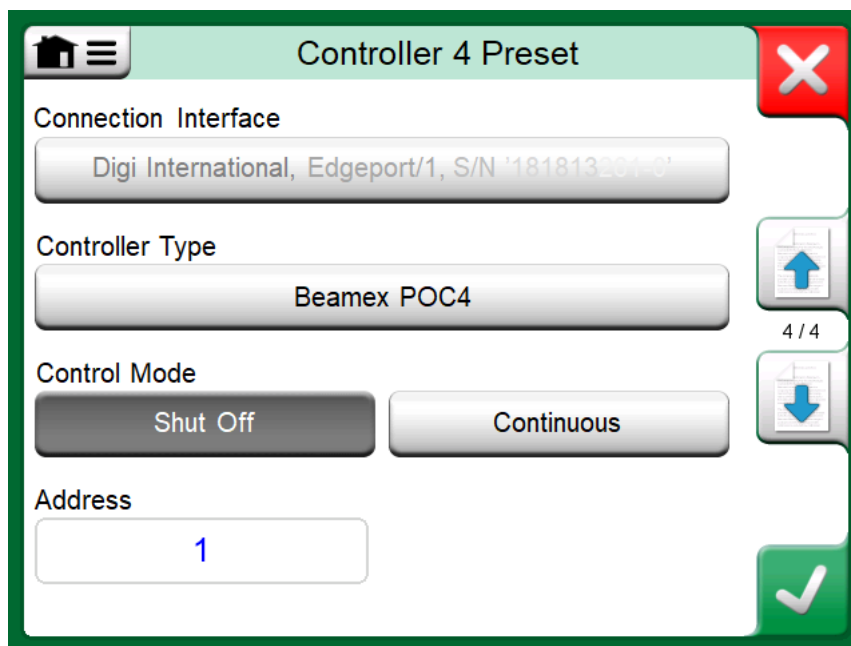 Controller 4 Preset
Connection Interface
Digi International, Edgeport/1, S/N '181813
Controller Type
Beamex POC4
4 / 4
Control Mode
Shut Off Continuous
Address
1